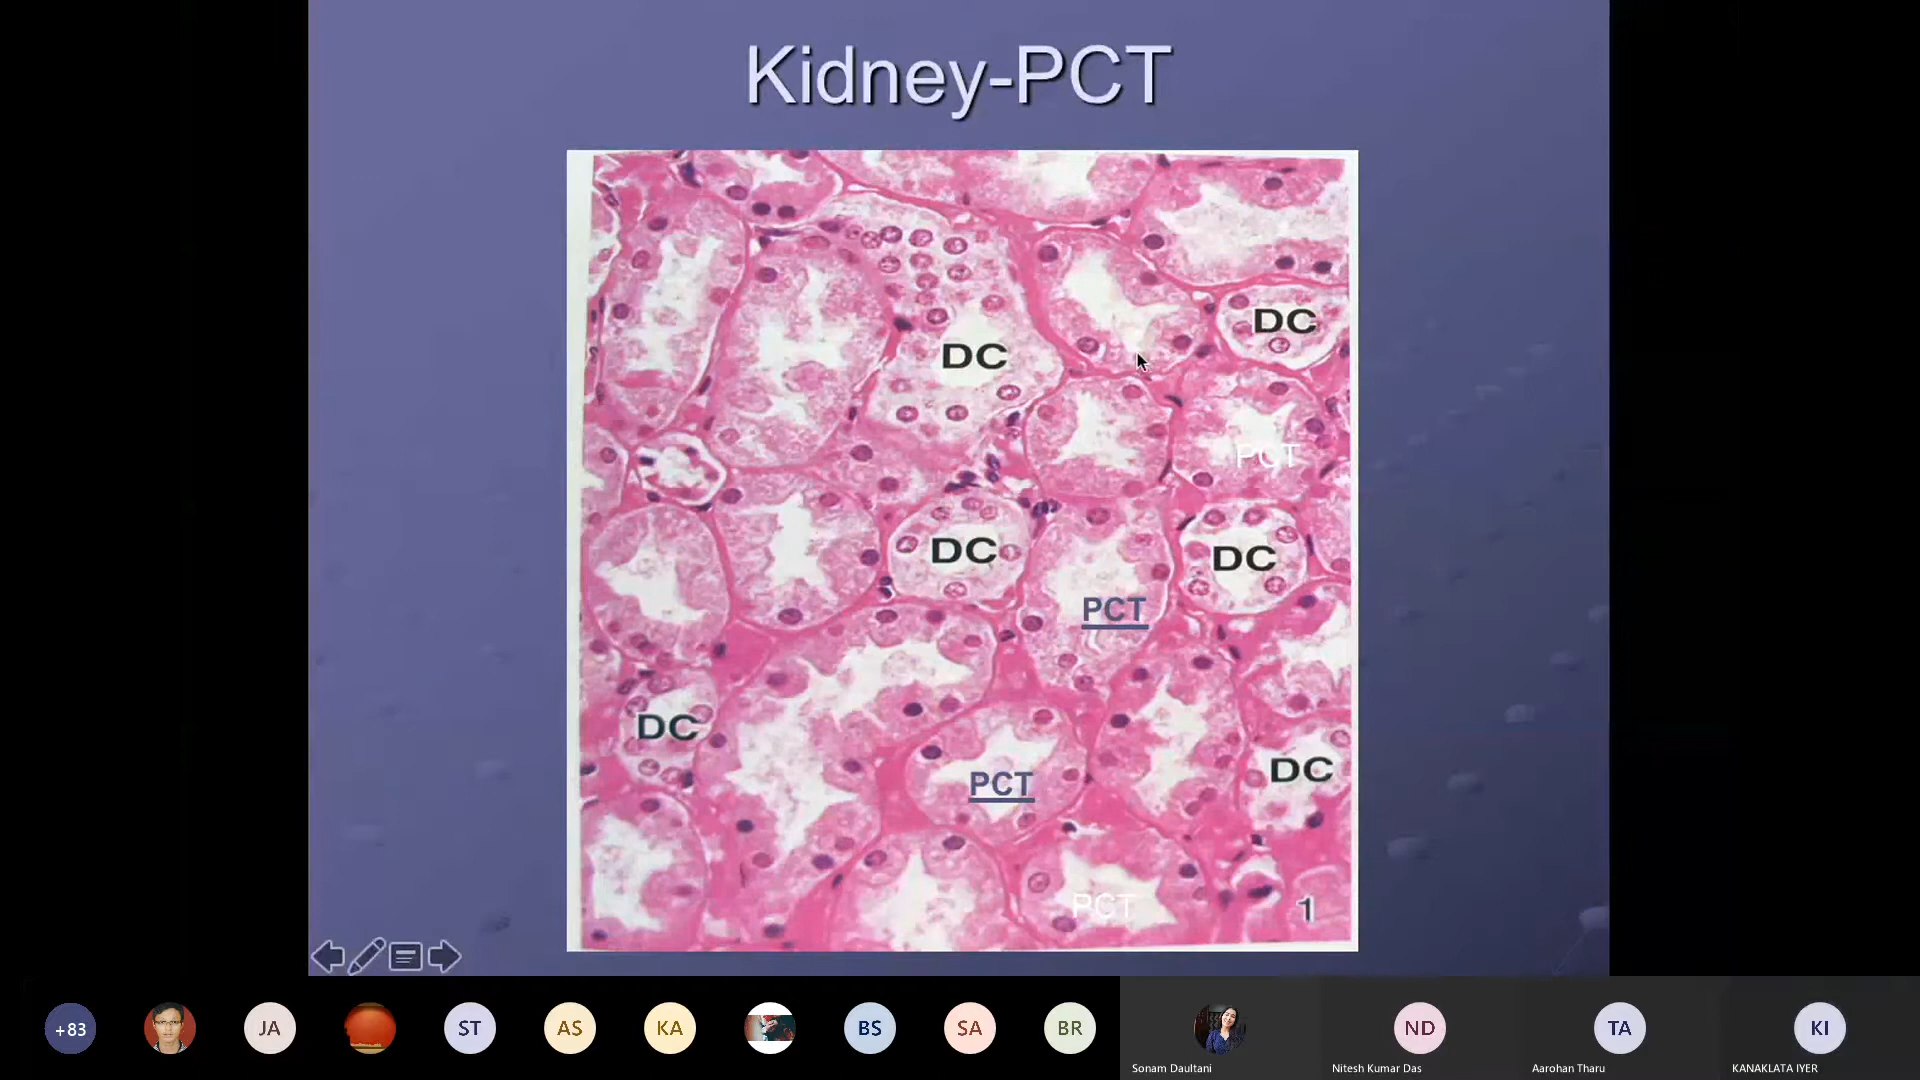 Kidney-PCT
DC
DC
PCT
DC
DC
PCT
DC
DC
PCT
PCT
1
+83
JA
ST
AS
KA
BS
SA
BR
ND
TA
KI
Sonam Daultani
Nitesh Kumar Das
Aarohan Tharu
KANAKLATA IYER